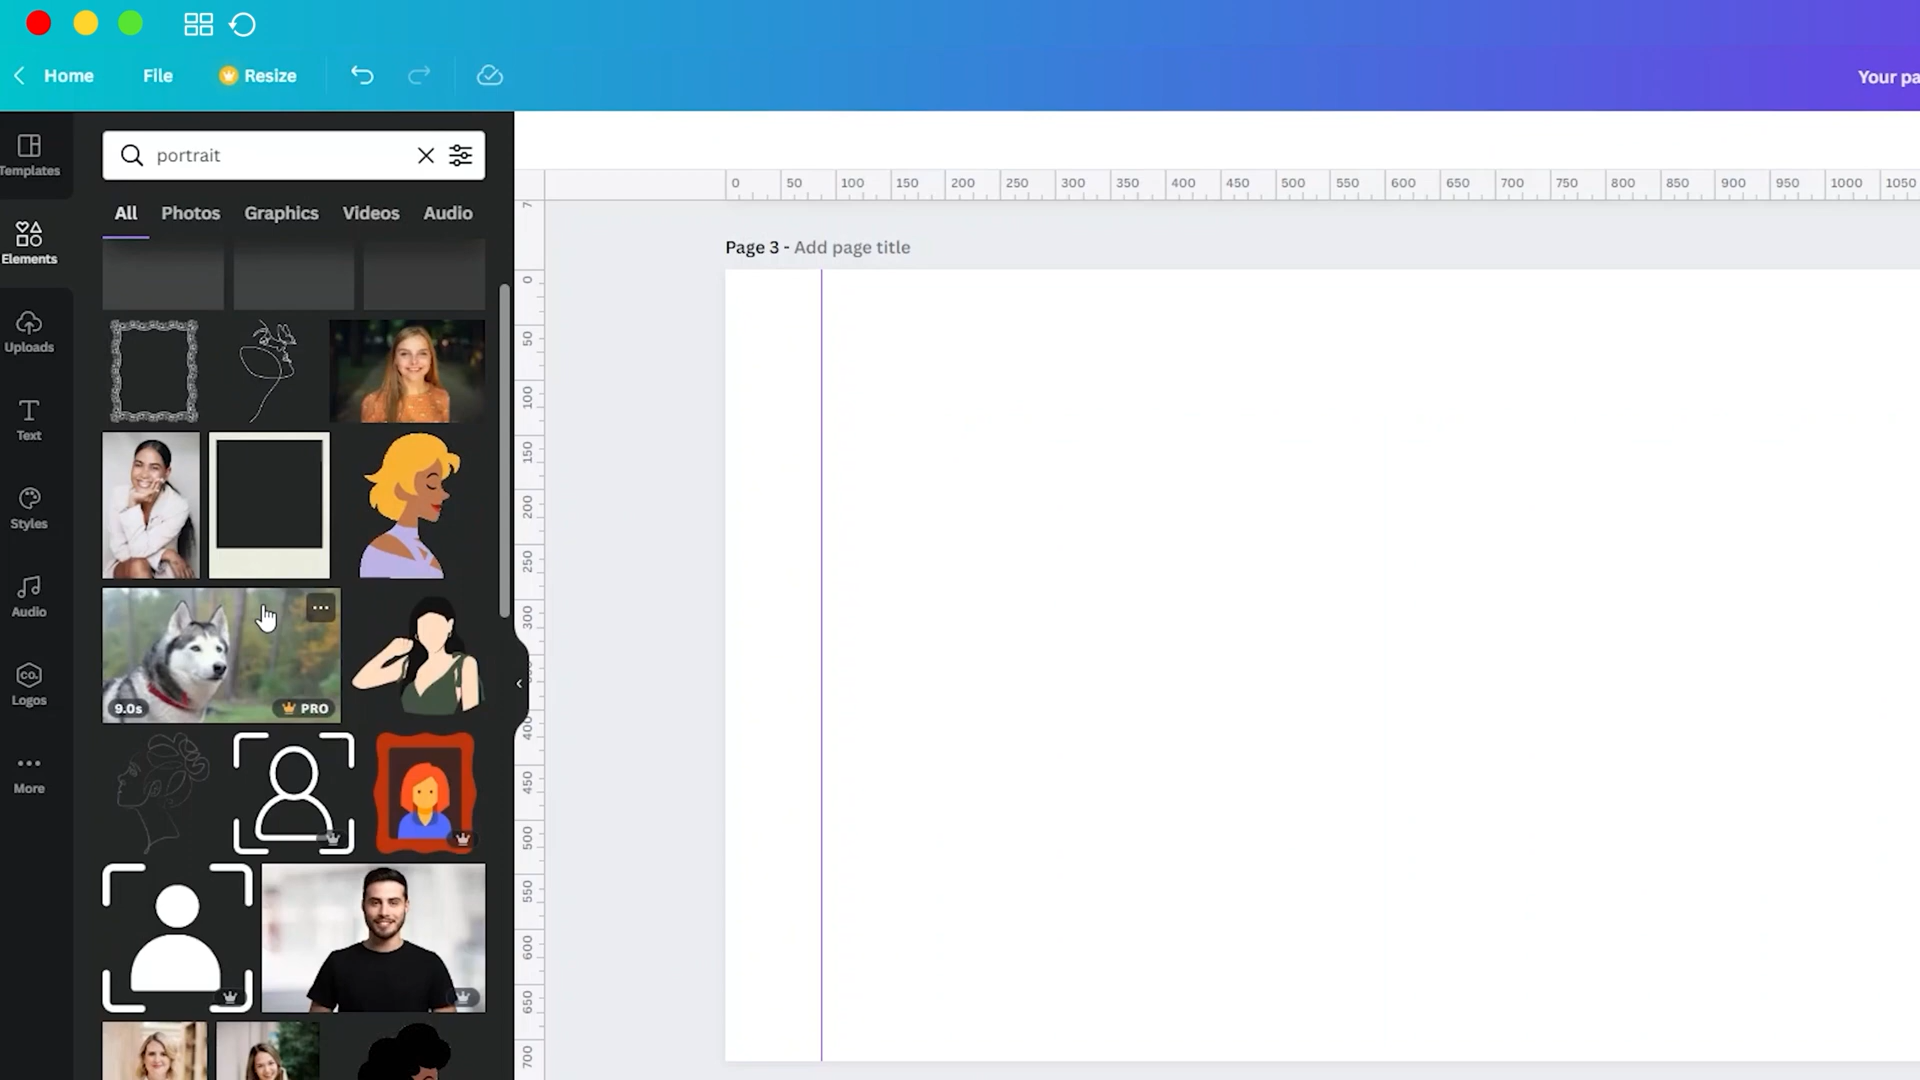 Home File Resize
Your pa
Templates
portrait
All Photos Graphics Videos Audio
Elements
Uploads
Text
Styles
Audio
Logos
CO.
More
9.0s PRO
0 50 100 150 200 250 300 350 400 450 500 550 600 650 700 750 800 850 900 950 1000 1050
Page 3 - Add page title
7
0
50
100
150
200
250
300
400
450
500
550
600
650
700